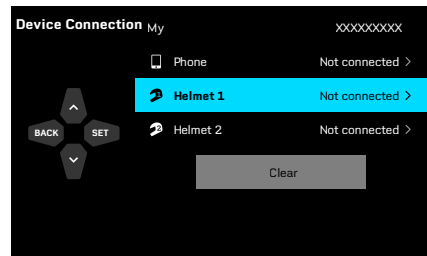 Device Connection My XXXXXXXXX
Phone Not connected >
Helmet 1 Not connected >
BACK SET
Helmet 2 Not connected >
Clear